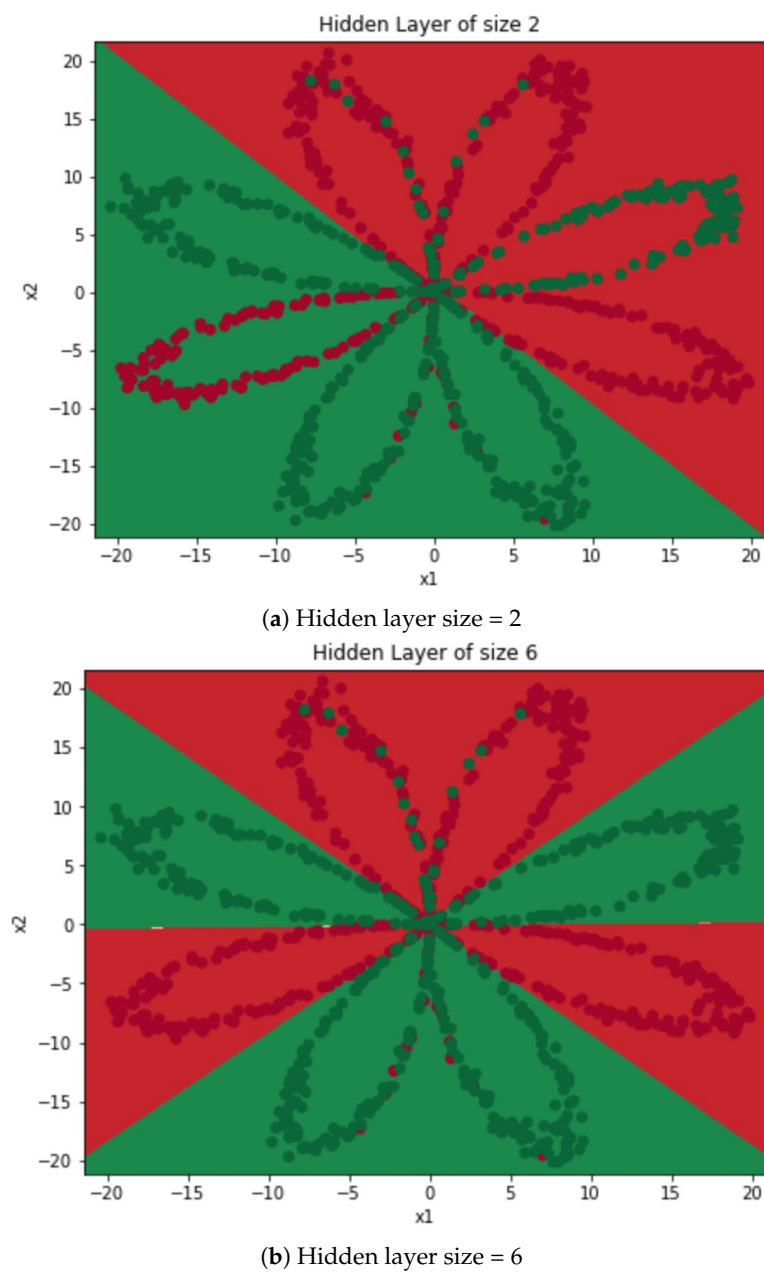 Hidden Layer of size 2
20
15
10
5
0
−5
−10
−15
−20
x2
−20 −15 −10 −5 0 5 10 15 20
x1
(a) Hidden layer size = 2
Hidden Layer of size 6
20
15
10
5
0
−5
−10
−15
−20
x2
−20 −15 −10 −5 0 5 10 15 20
x1
(b) Hidden layer size = 6